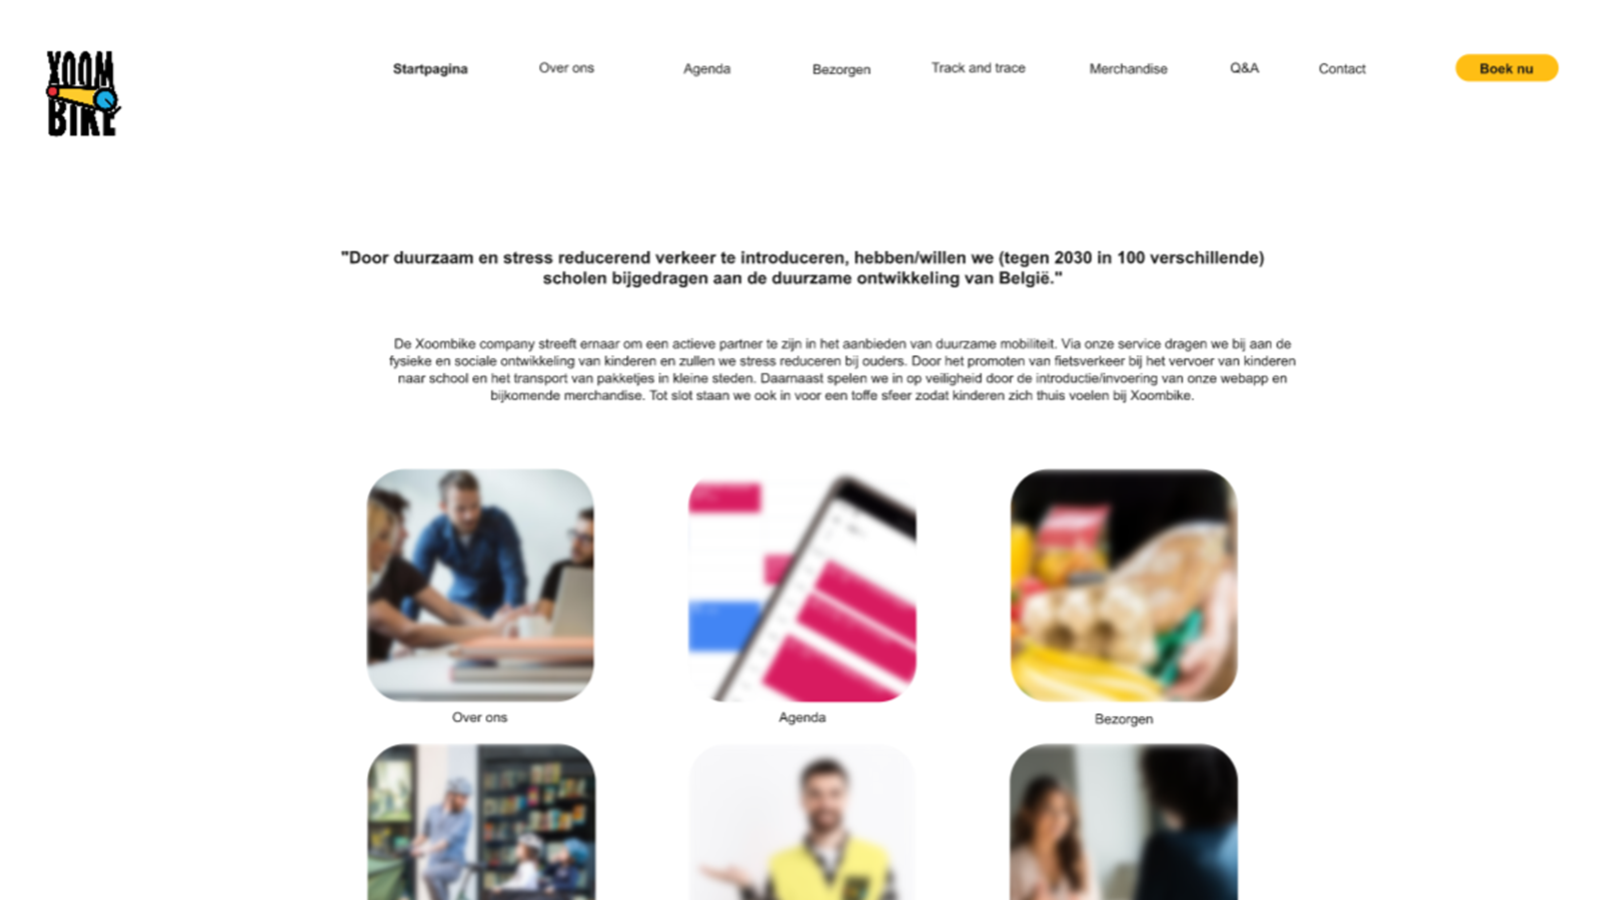 XOOM
BIKE
Startpagina
Over ons
Agenda
Bezorgen
Track and trace
Merchandise
Q&A
Contact
Boek nu
"Door duurzaam en stress reducerend verkeer te introduceren, hebben/willen we (tegen 2030 in 100 verschillende)
scholen bijgedragen aan de duurzame ontwikkeling van België."
De Xoombike company streeft ernaar om een actieve partner te zijn in het aanbieden van duurzame mobiliteit. Via onze service dragen we bij aan de
fysieke en sociale ontwikkeling van kinderen en zullen we stress reduceren bij ouders. Door het promoten van fietsverkeer bij het vervoer van kinderen
naar school en het transport van pakketjes in kleine steden. Daarnaast spelen we in op veiligheid door de introductie/invoering van onze webapp en
bijkomende merchandise. Tot slot staan we ook in voor een toffe sfeer zodat kinderen zich thuis voelen bij Xoombike.
Over ons
Agenda
Bezorgen